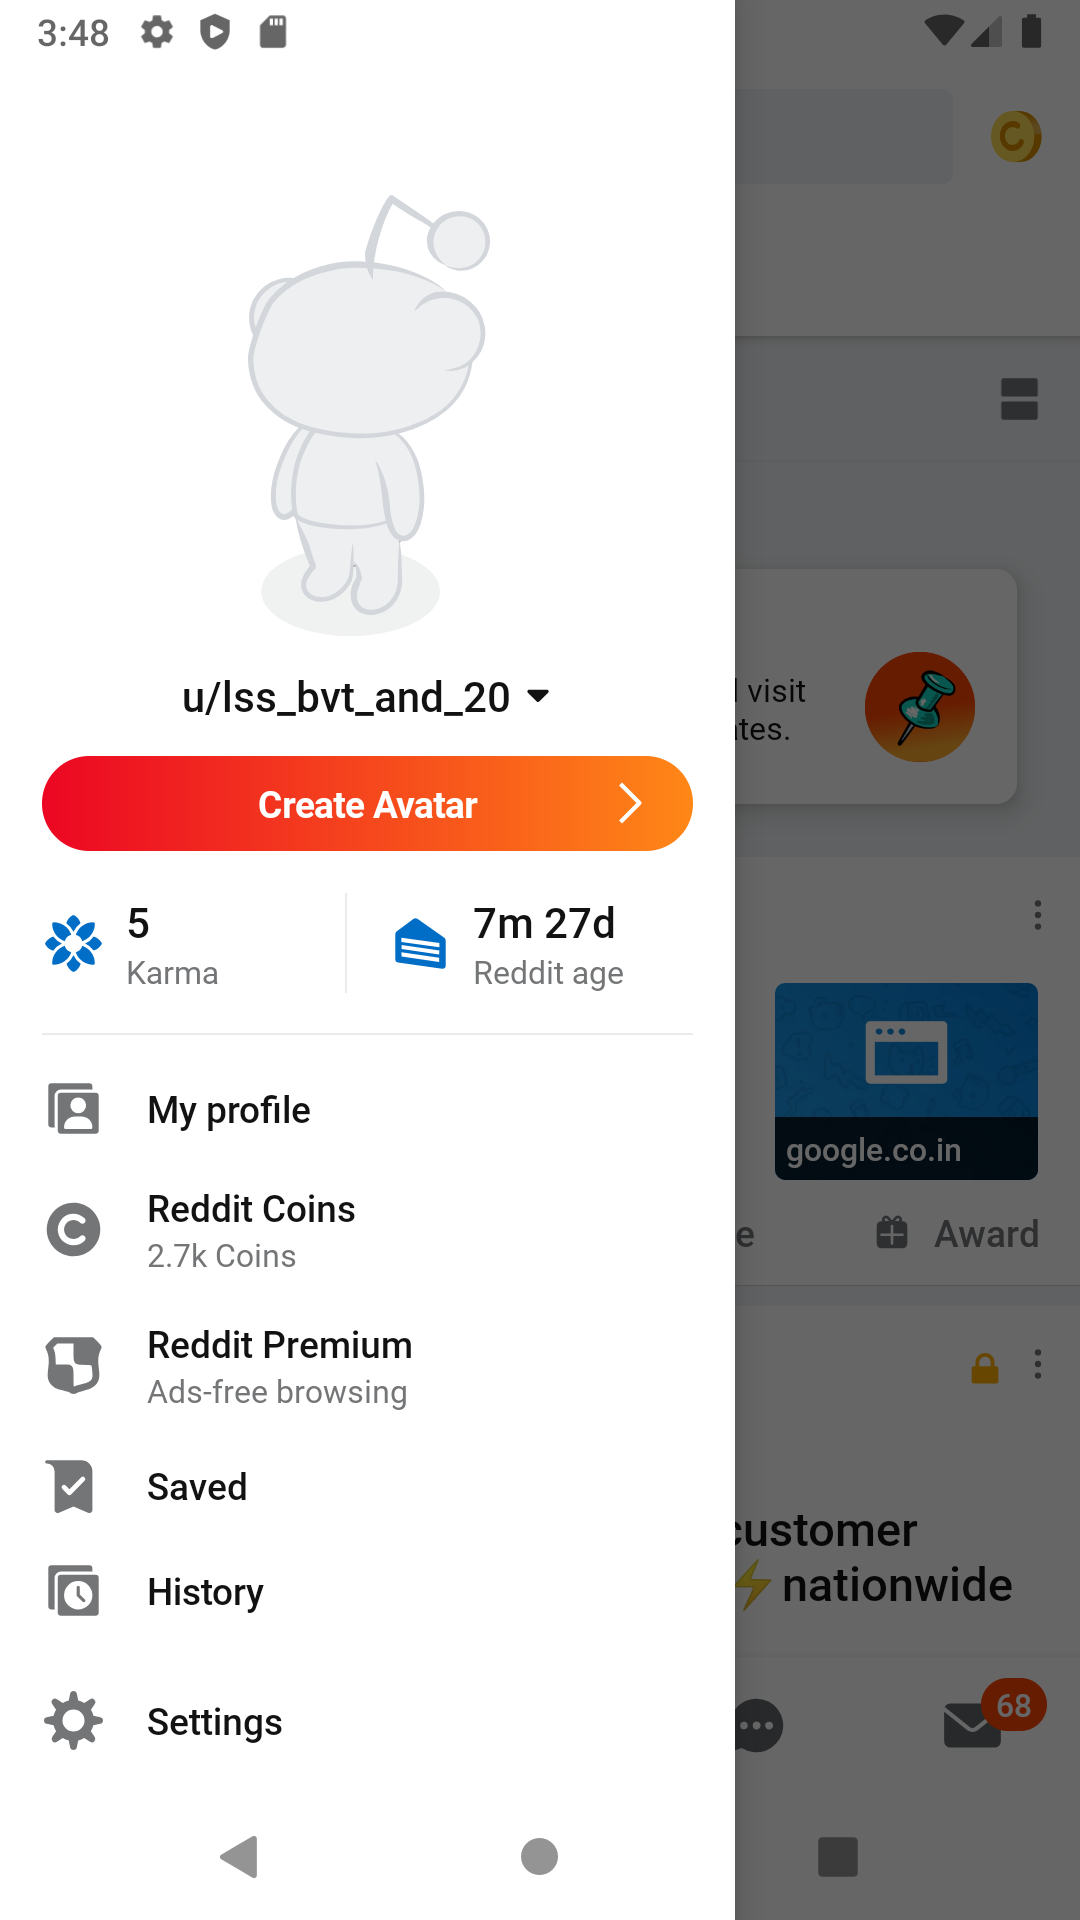 3:48
u/lss_bvt_and_20
Create Avatar
5
Karma
7m 27d
Reddit age
My profile
Reddit Coins
2.7k Coins
Reddit Premium
Ads-free browsing
Saved
History
Settings
visit
google.co.in
Award
customer
⚡nationwide
68